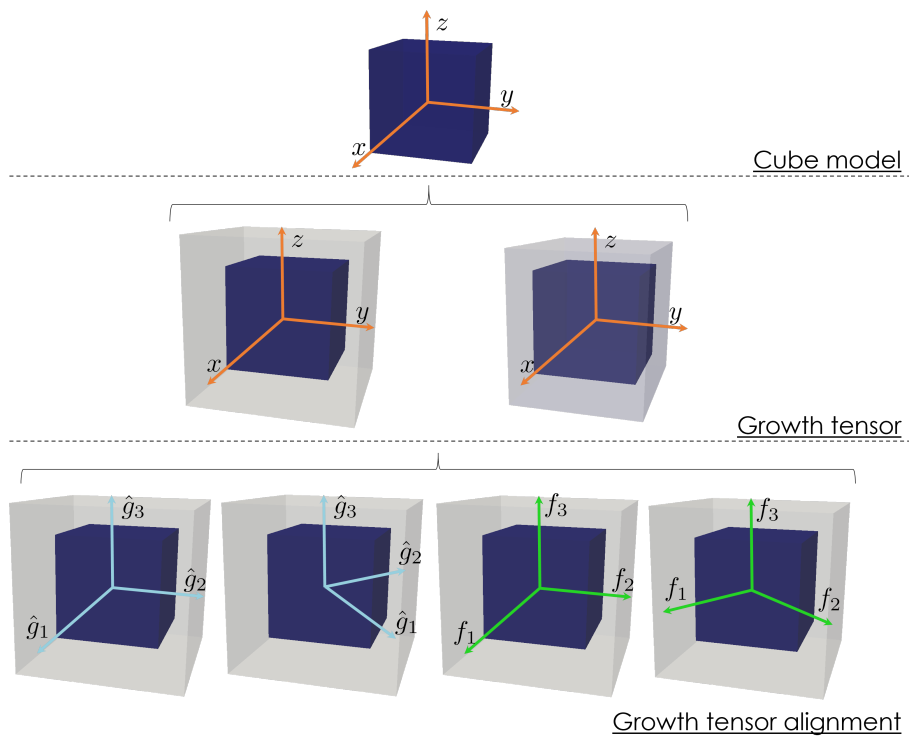 z
y
x
Cube model
z
y
x
z
y
x
Growth tensor
ĝ3
ĝ2
ĝ1
ĝ3
ĝ2
ĝ1
f3
f2
f1
f3
f1
f2
Growth tensor alignment